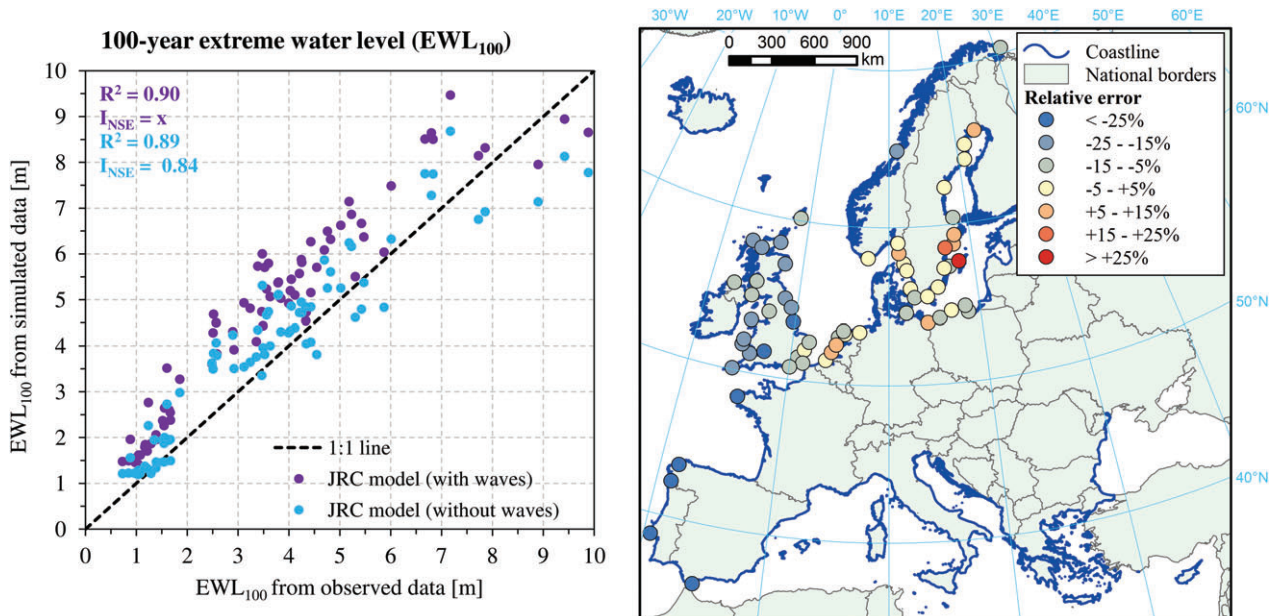 100-year extreme water level (EWL100)
R2 = 0.90
INSE = x
R2 = 0.89
INSE = 0.84
10
9
8
7
6
5
4
3
2
1
0
EWL100 from simulated data [m]
1:1 line
JRC model (with waves)
JRC model (without waves)
0 1 2 3 4 5 6 7 8 9 10
EWL100 from observed data [m]
30°W 20°W 10°W 0° 10°E 20°E 30°E 40°E 50°E 60°E
0 300 600 900
km
Coastline
National borders
Relative error
< -25%
-25 - -15%
-15 - -5%
-5 - +5%
+5 - +15%
+15 - +25%
> +25%
60°N
50°N
40°N